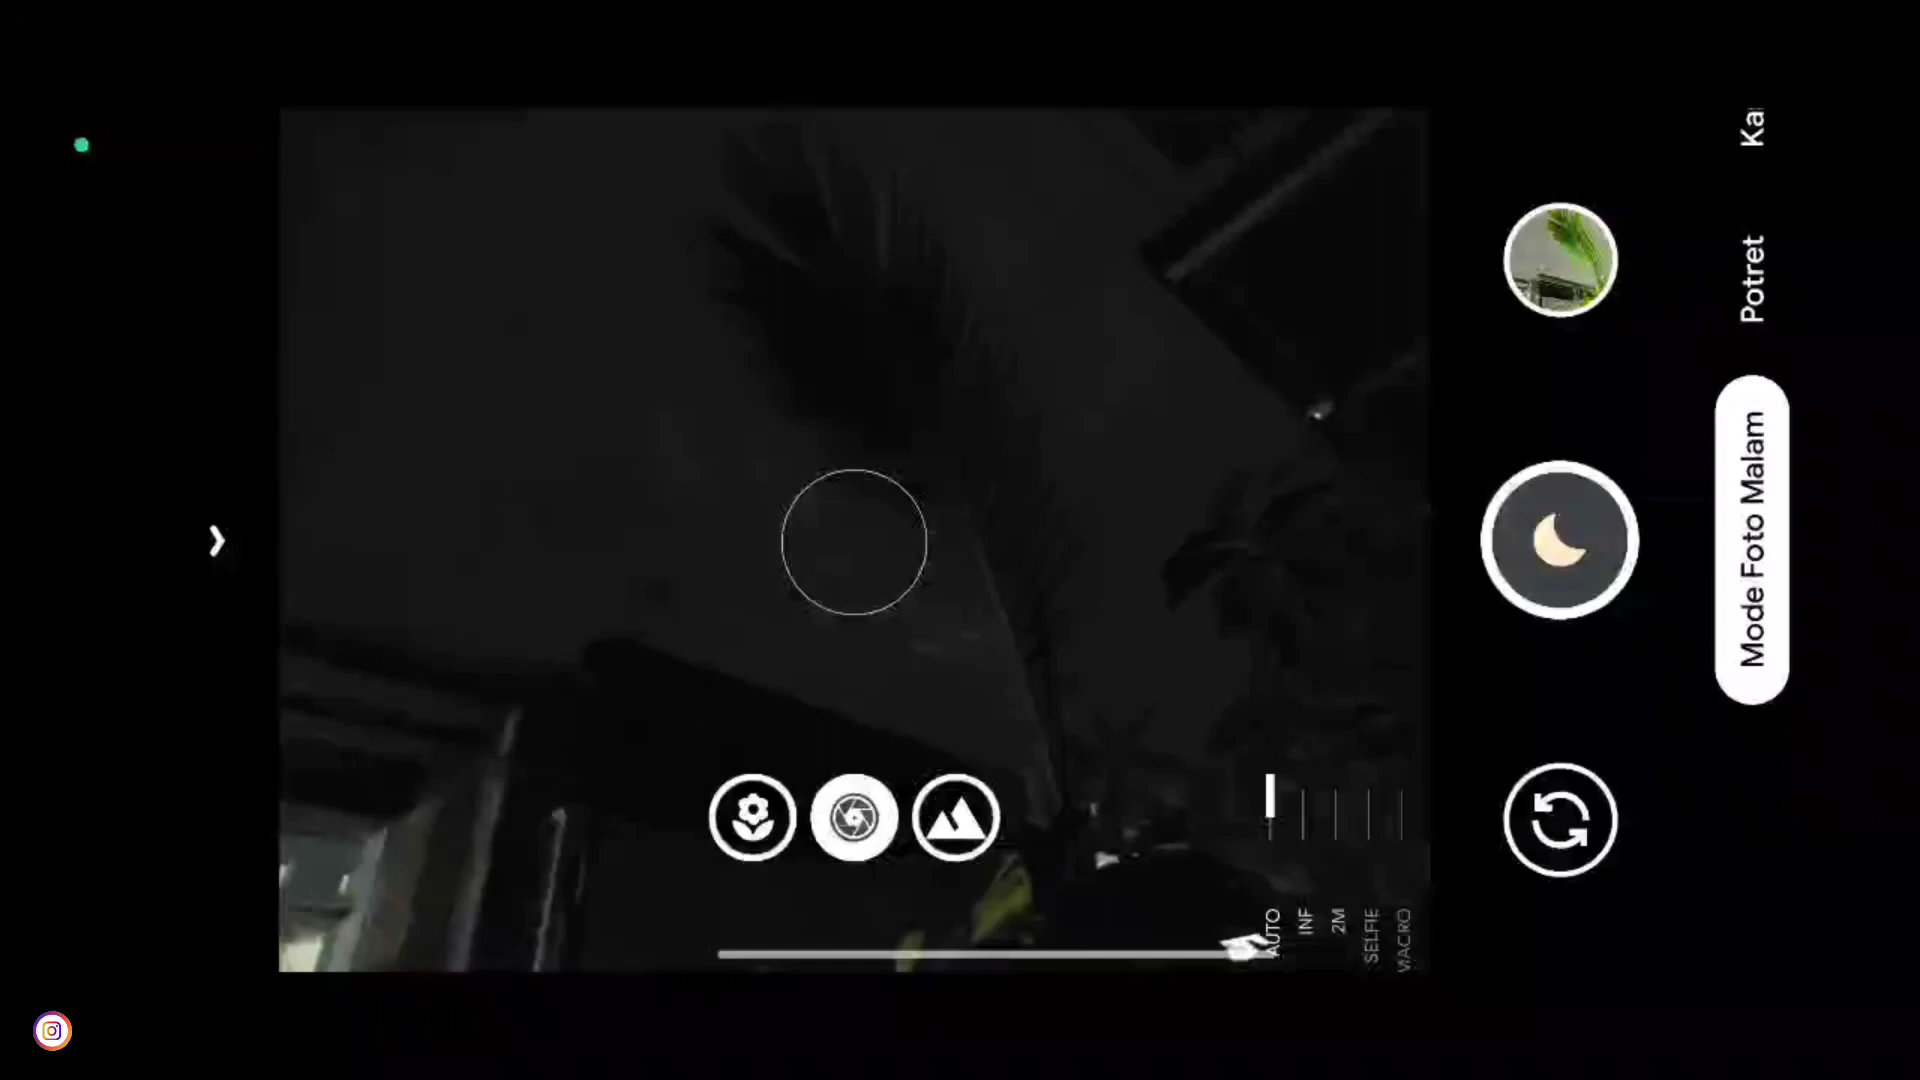 Ka
Potret
Mode Foto Malam
AUTO
INF
2M
SELFIE
MACRO